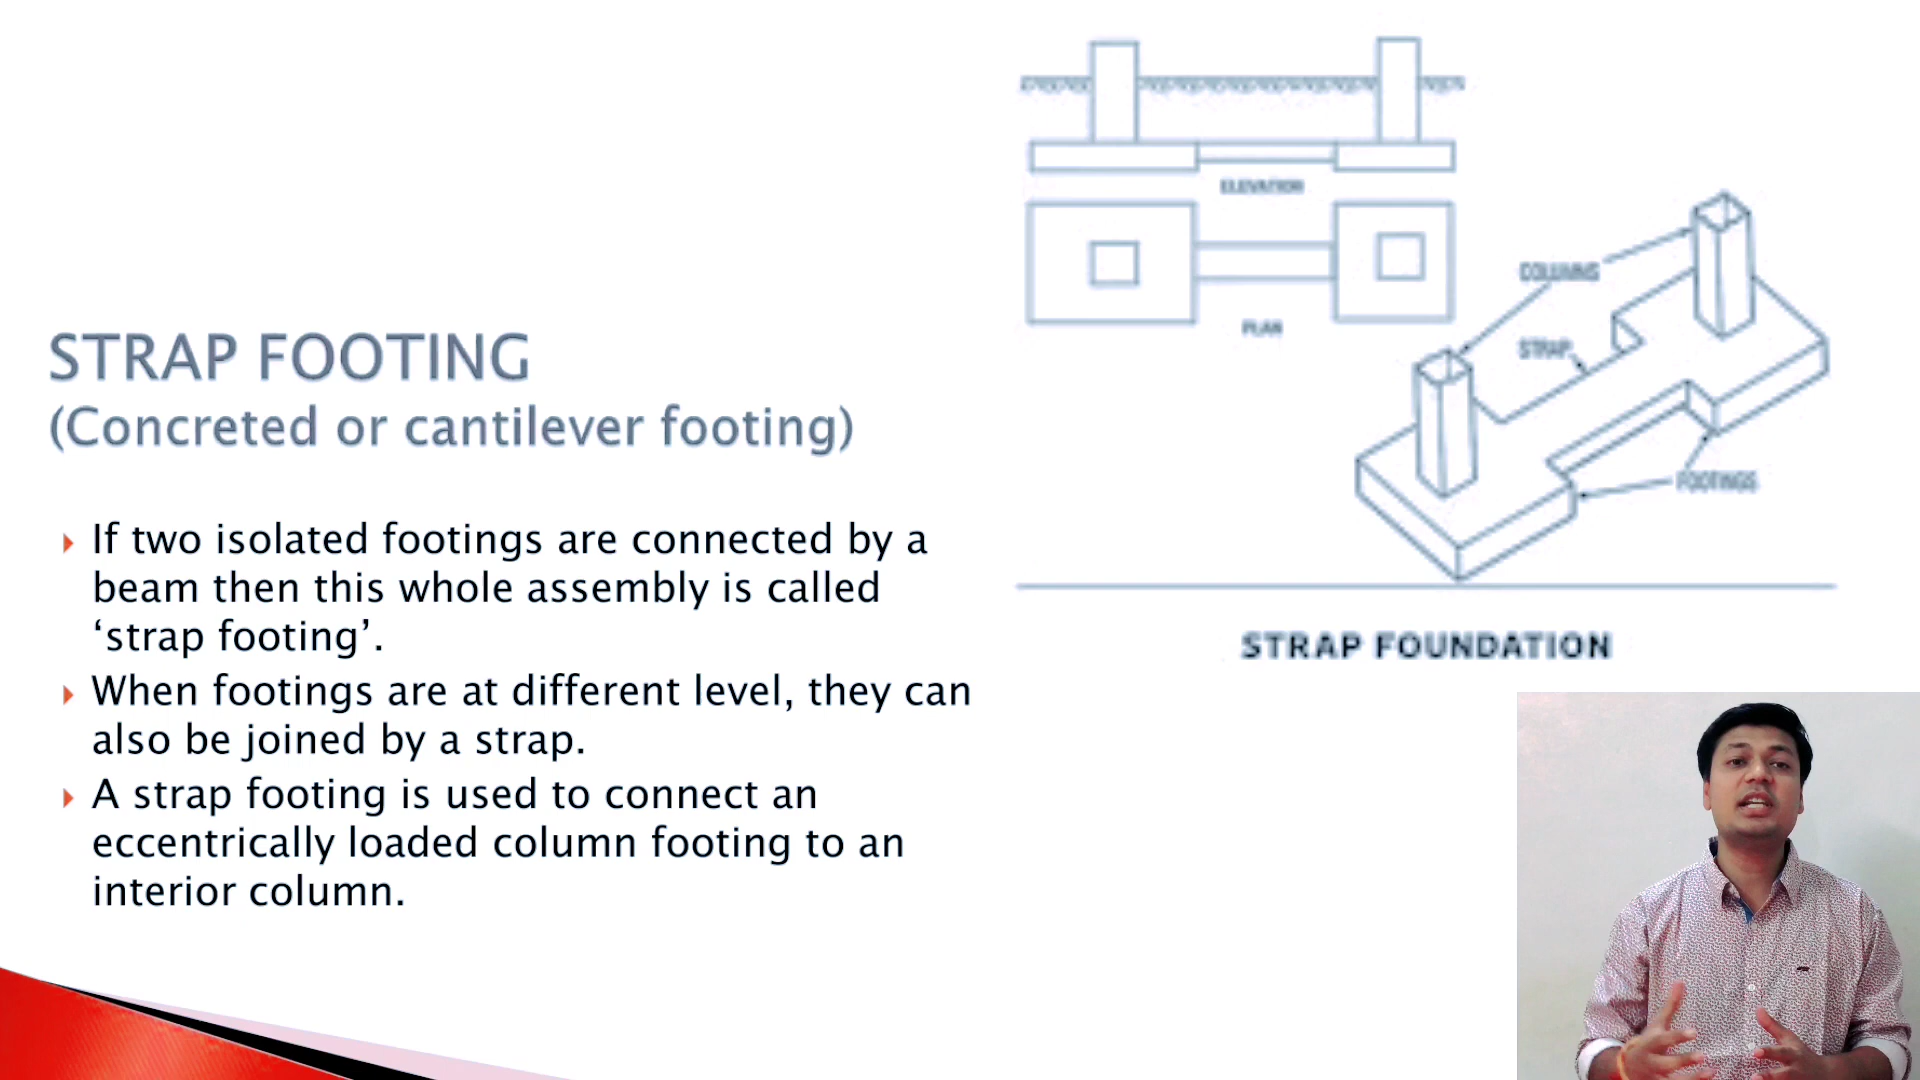 STRAP FOOTING
(Concreted or cantilever footing)
If two isolated footings are connected by a
beam then this whole assembly is called
‘strap footing’.
When footings are at different level, they can
also be joined by a strap.
A strap footing is used to connect an
eccentrically loaded column footing to an
interior column.
ELEVATION
PLAN
COLUMNS
STRAP
FOOTINGS
STRAP FOUNDATION